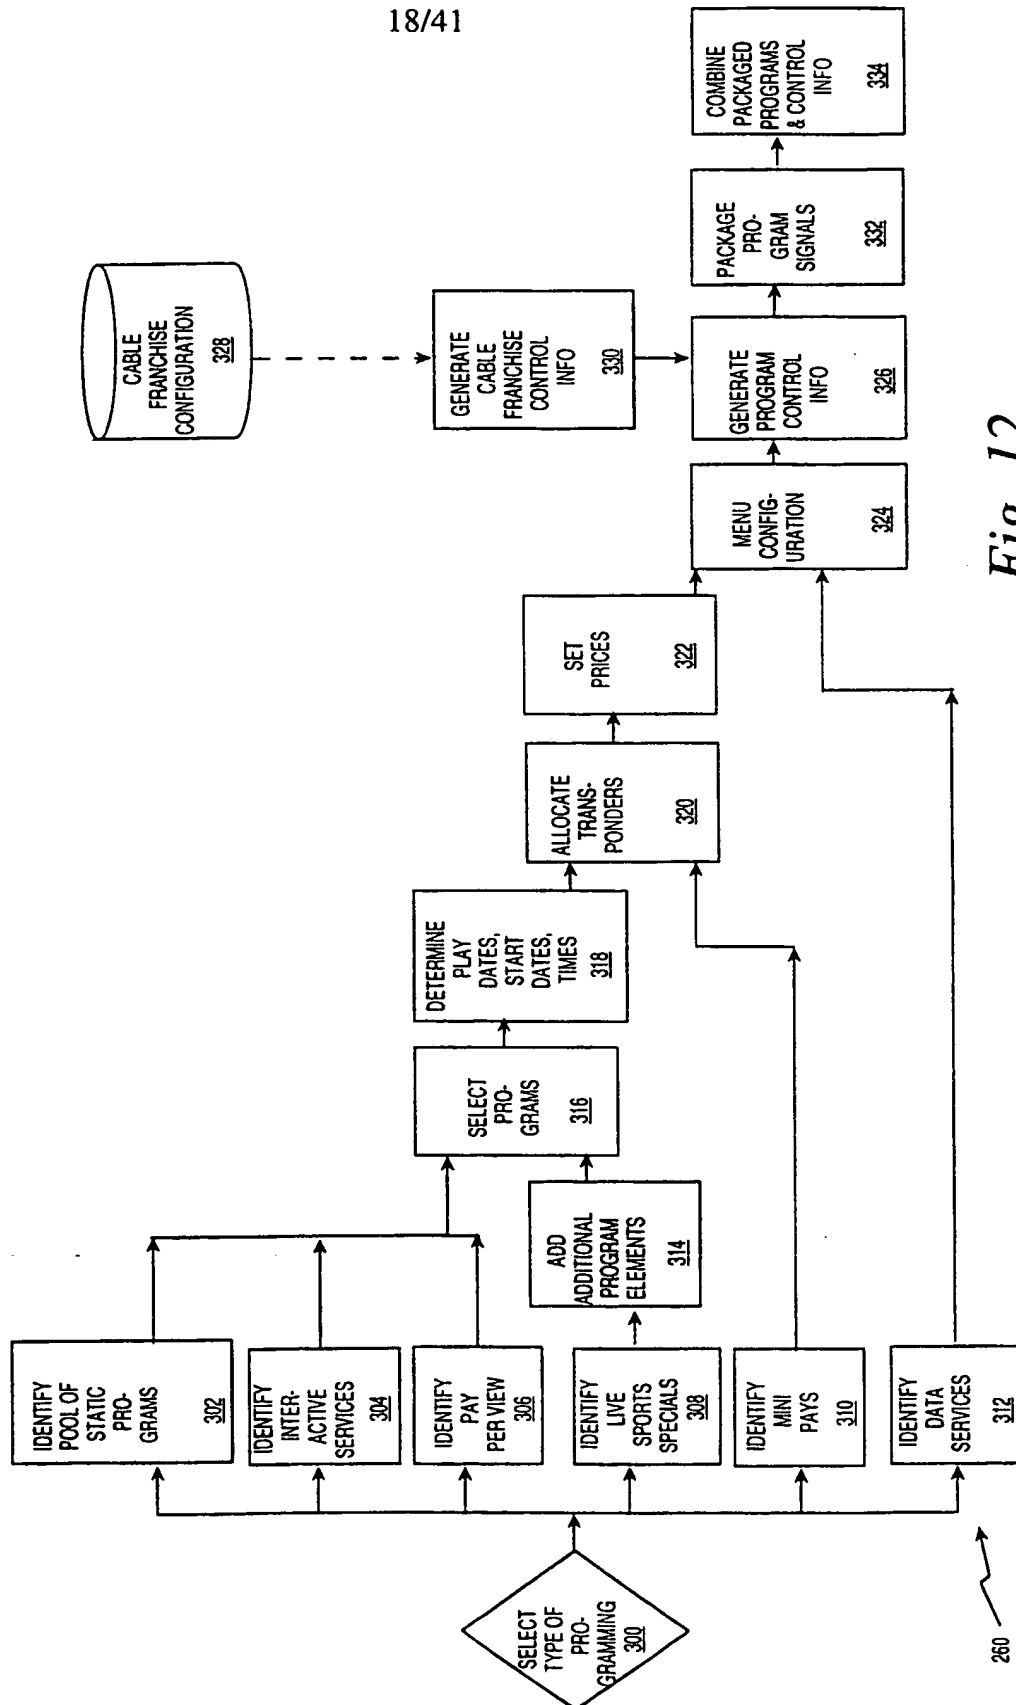 18/41
SELECT
TYPE OF
PRO-
GRAMMING
300
IDENTIFY
POOL OF
STATIC
PRO-
GRAMS
302
IDENTIFY
INTER-
ACTIVE
SERVICES
304
IDENTIFY
PAY
PER VIEW
306
IDENTIFY
LIVE
SPORTS
SPECIALS
308
IDENTIFY
MINI
PAYS
310
IDENTIFY
DATA
SERVICES
312
ADD
ADDITIONAL
PROGRAM
ELEMENTS
314
SELECT
PRO-
GRAMS
316
DETERMINE
PLAY
DATES,
START
DATES,
TIMES
318
ALLOCATE
TRANS-
PONDERS
320
SET
PRICES
322
MENU
CONFIG-
URATION
324
CABLE
FRANCHISE
CONFIGURATION
328
GENERATE
CABLE
FRANCHISE
CONTROL
INFO
330
GENERATE
PROGRAM
CONTROL
INFO
326
PACKAGE
PRO-
GRAM
SIGNALS
332
COMBINE
PACKAGED
PROGRAMS
& CONTROL
INFO
334
260
Fig. 12